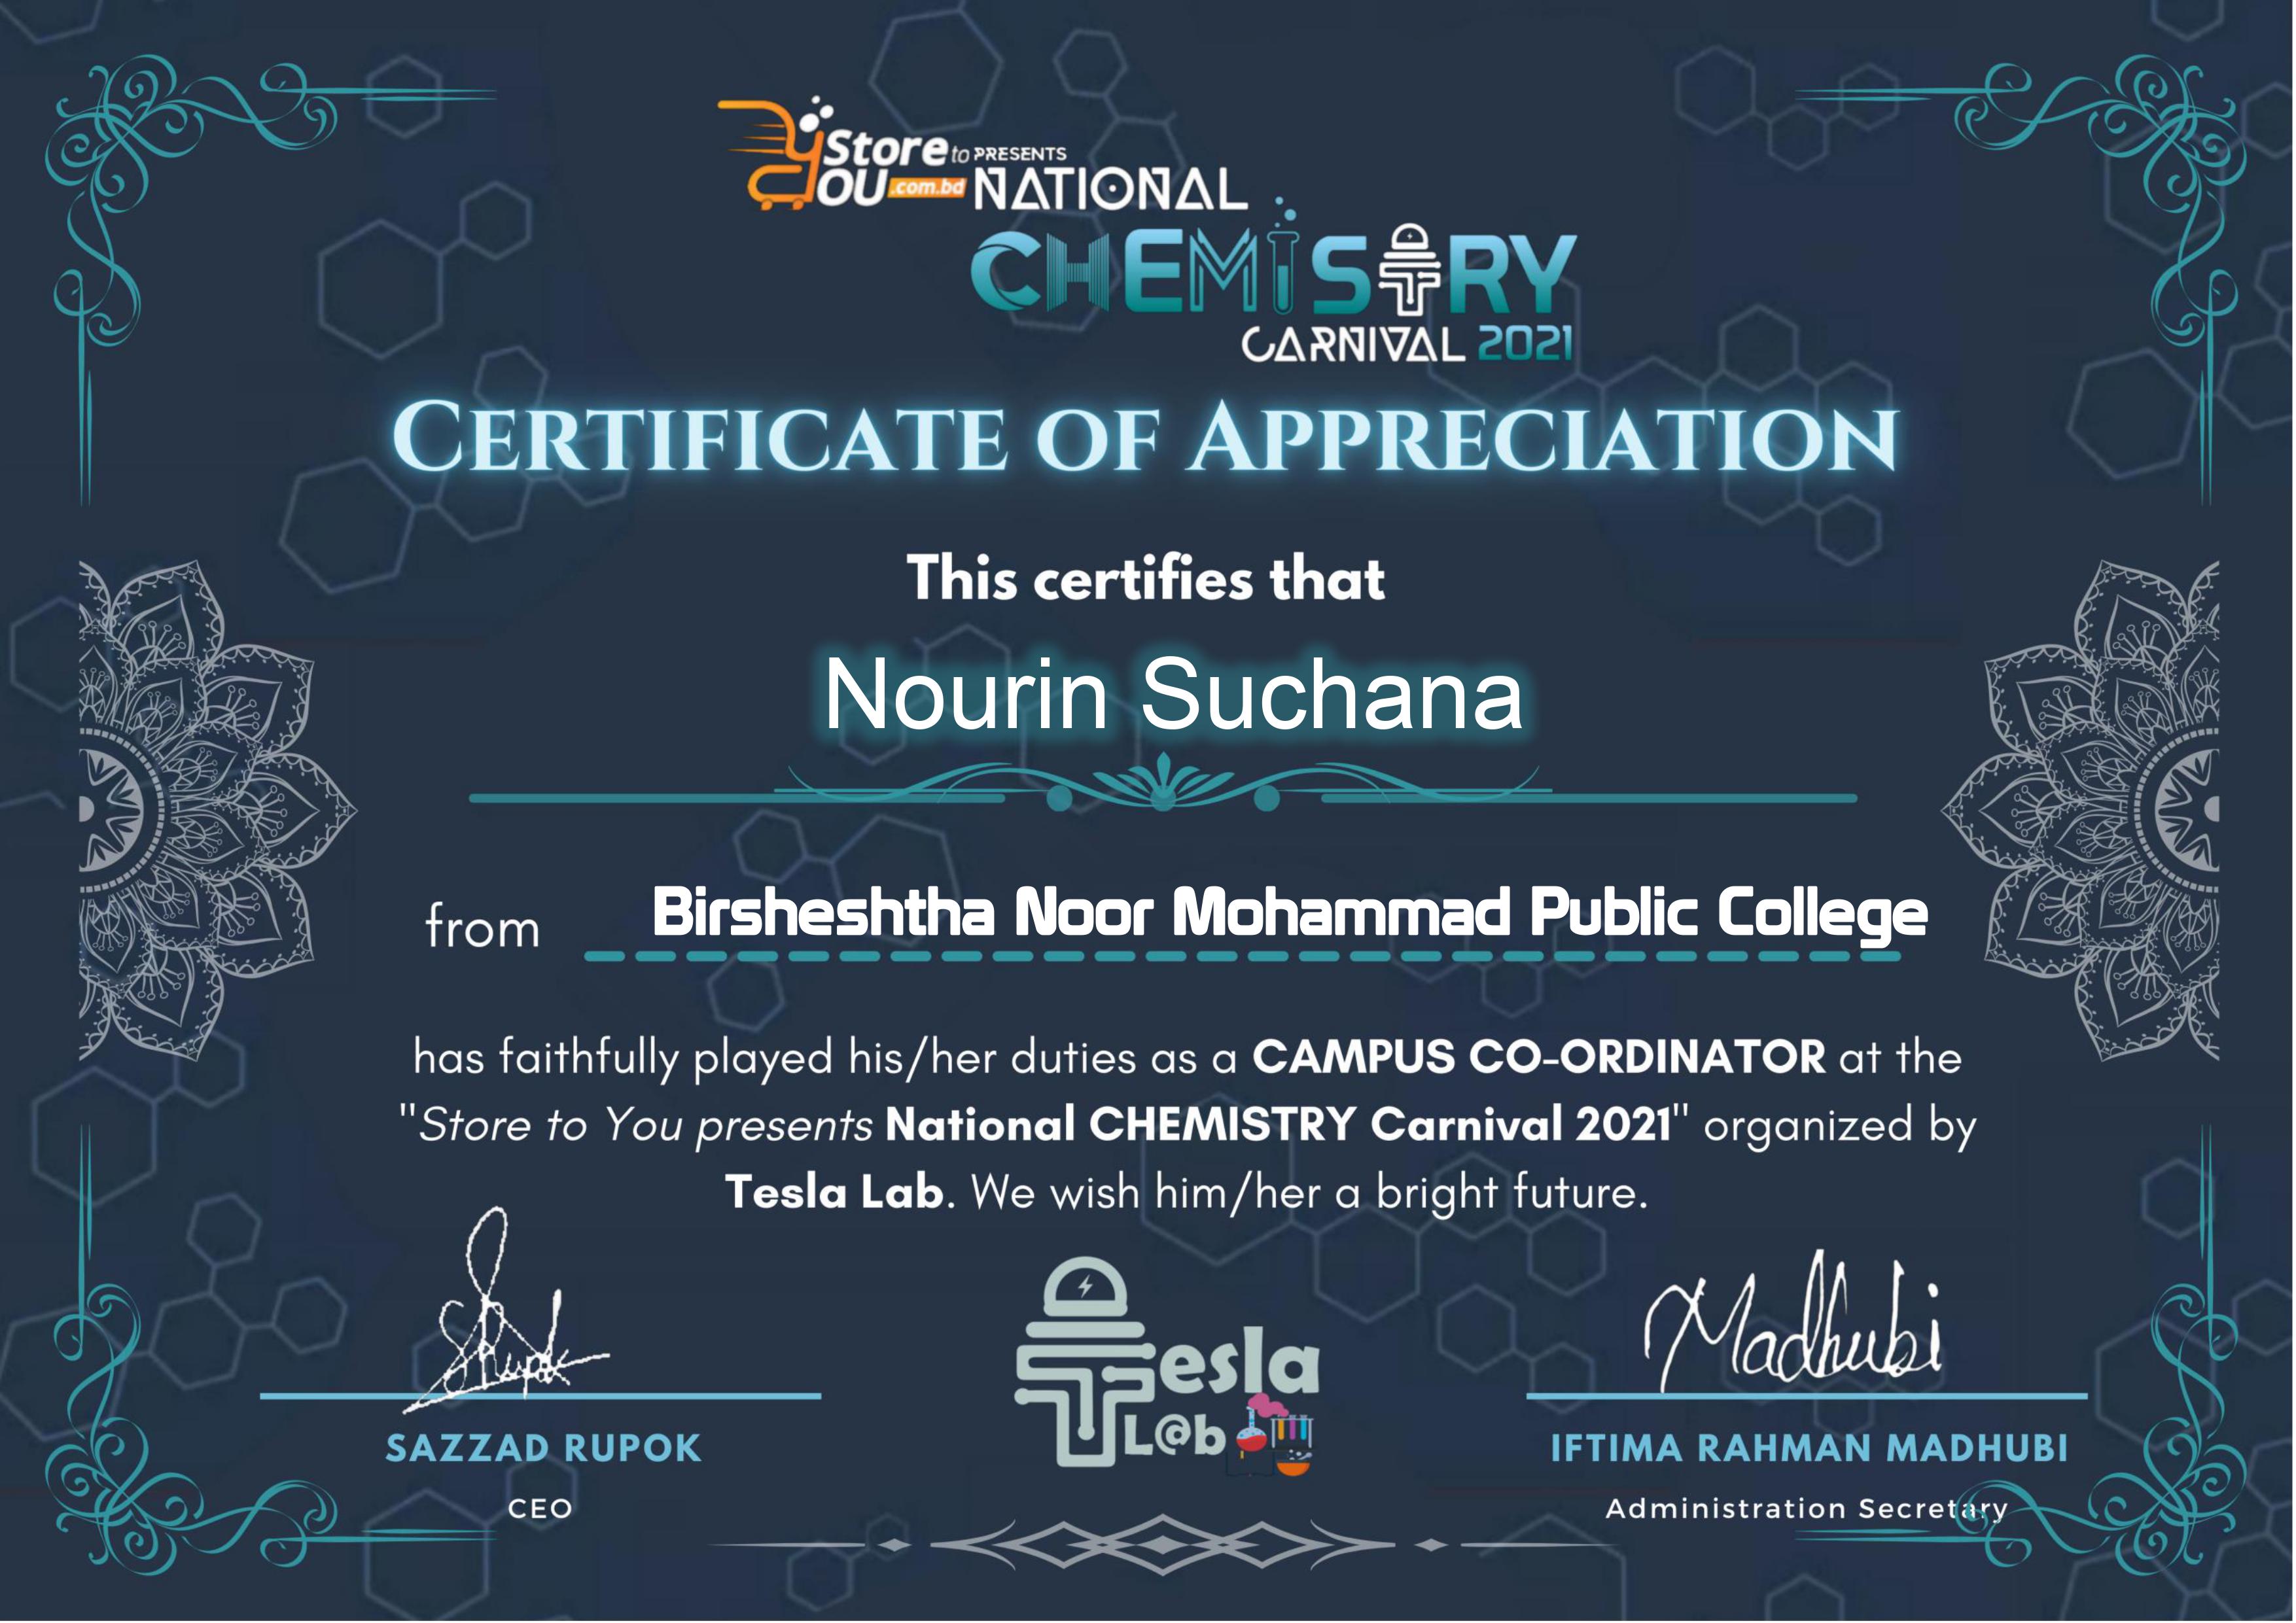 Store to PRESENTS
YOU .com.bd NATIONAL
CHEMISTRY
CARNIVAL 2021
CERTIFICATE OF APPRECIATION
This certifies that
Nourin Suchana
from Birsheshtha Noor Mohammad Public College
has faithfully played his/her duties as a CAMPUS CO-ORDINATOR at the
"Store to You presents National CHEMISTRY Carnival 2021" organized by
Tesla Lab. We wish him/her a bright future.
SRupok
Madhubi
Tesla
L@b
SAZZAD RUPOK
IFTIMA RAHMAN MADHUBI
CEO
Administration Secretary